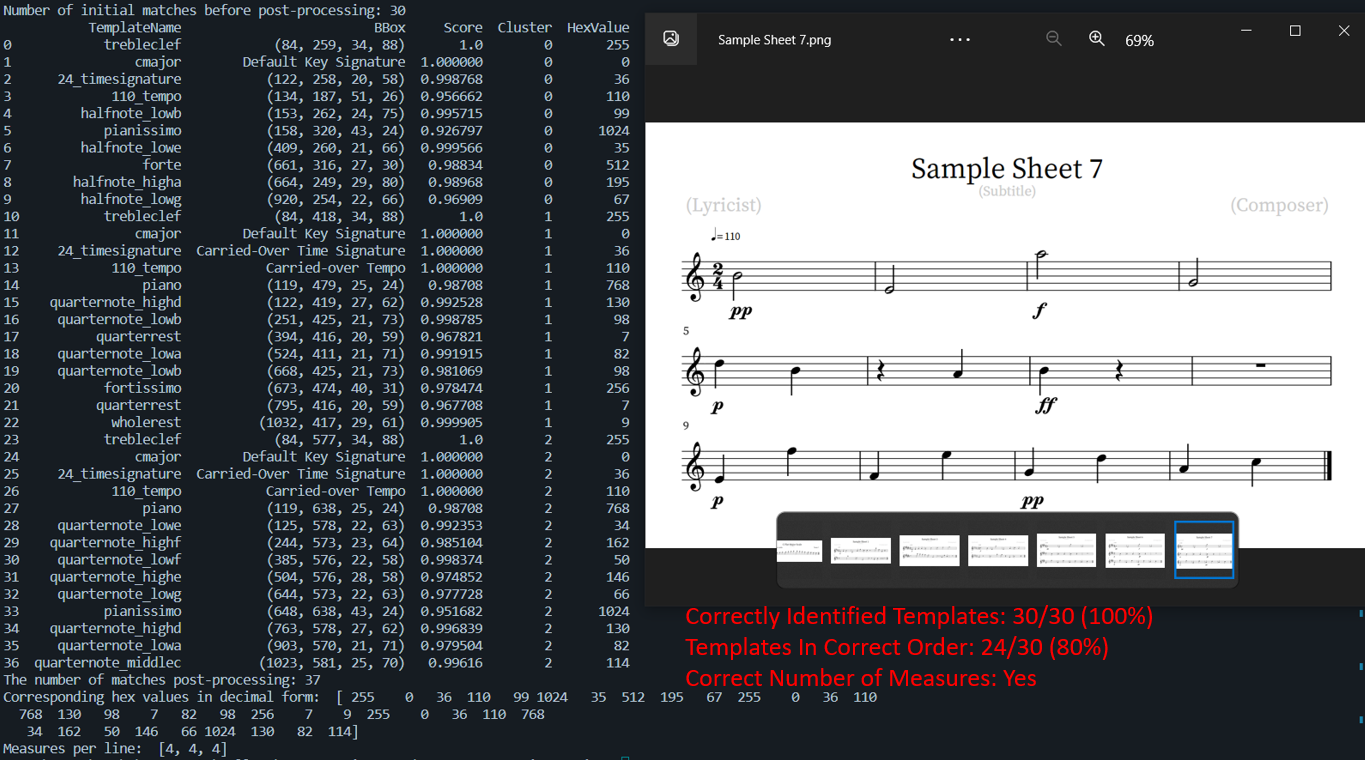 Number of initial matches before post-processing: 30
TemplateName BBox Score Cluster HexValue
0 trebleclef (84, 259, 34, 88) 1.0 0 255
1 cmajor Default Key Signature 1.000000 0 0
2 24_timesignature (122, 258, 20, 58) 0.998768 0 36
3 110_tempo (134, 187, 51, 26) 0.956662 0 110
4 halfnote_lowb (153, 262, 24, 75) 0.995715 0 99
5 pianissimo (158, 320, 43, 24) 0.926797 0 1024
6 halfnote_lowe (409, 260, 21, 66) 0.999566 0 35
7 forte (661, 316, 27, 30) 0.98834 0 512
8 halfnote_higha (664, 249, 29, 80) 0.98968 0 195
9 halfnote_lowg (920, 254, 22, 66) 0.96909 0 67
10 trebleclef (84, 418, 34, 88) 1.0 1 255
11 cmajor Default Key Signature 1.000000 1 0
12 24_timesignature Carried-Over Time Signature 1.000000 1 36
13 110_tempo Carried-over Tempo 1.000000 1 110
14 piano (119, 479, 25, 24) 0.98708 1 768
15 quarternote_highd (122, 419, 27, 62) 0.992528 1 130
16 quarternote_lowb (251, 425, 21, 73) 0.998785 1 98
17 quarterrest (394, 416, 20, 59) 0.967821 1 7
18 quarternote_lowa (524, 411, 21, 71) 0.991915 1 82
19 quarternote_lowb (668, 425, 21, 73) 0.981069 1 98
20 fortissimo (673, 474, 40, 31) 0.978474 1 256
21 quarterrest (795, 416, 20, 59) 0.967708 1 7
22 wholerest (1032, 417, 29, 61) 0.999905 1 9
23 trebleclef (84, 577, 34, 88) 1.0 2 255
24 cmajor Default Key Signature 1.000000 2 0
25 24_timesignature Carried-Over Time Signature 1.000000 2 36
26 110_tempo Carried-over Tempo 1.000000 2 110
27 piano (119, 638, 25, 24) 0.98708 2 768
28 quarternote_lowe (125, 578, 22, 63) 0.992353 2 34
29 quarternote_highf (244, 573, 23, 64) 0.985104 2 162
30 quarternote_lowf (385, 576, 22, 58) 0.998374 2 50
31 quarternote_highe (504, 576, 28, 58) 0.974852 2 146
32 quarternote_lowg (644, 573, 22, 63) 0.977728 2 66
33 pianissimo (648, 638, 43, 24) 0.951682 2 1024
34 quarternote_highd (763, 578, 27, 62) 0.996839 2 130
35 quarternote_lowa (903, 570, 21, 71) 0.979504 2 82
36 quarternote_middlec (1023, 581, 25, 70) 0.99616 2 114
The number of matches post-processing: 37
Corresponding hex values in decimal form: [ 255 0 36 110 99 1024 35 512 195 67 255 0 36 110
768 130 98 7 82 98 256 7 9 255 0 36 110 768
34 162 50 146 66 1024 130 82 114]
Measures per line: [4, 4, 4]
Sample Sheet 7.png
...
69%
Sample Sheet 7
(Subtitle)
(Lyricist)
(Composer)
♩=110
2
4
pp
f
5
p
ff
9
p
pp
Correctly Identified Templates: 30/30 (100%)
Templates In Correct Order: 24/30 (80%)
Correct Number of Measures: Yes